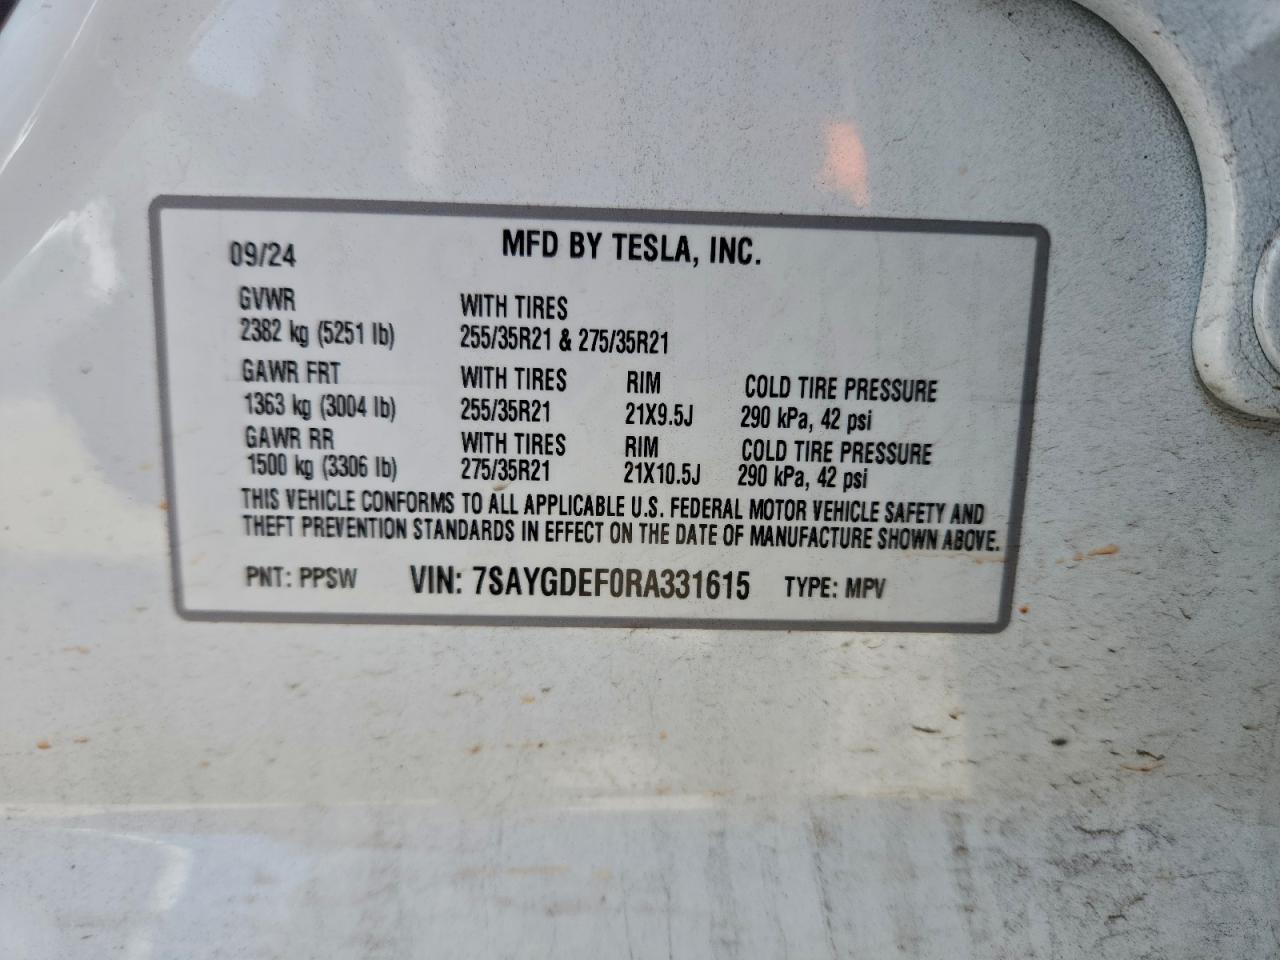 MFD BY TESLA, INC.
09/24
GVWR WITH TIRES
2382 kg (5251 lb) 255/35R21 & 275/35R21
GAWR FRT WITH TIRES RIM COLD TIRE PRESSURE
1363 kg (3004 lb) 255/35R21 21X9.5J 290 kPa, 42 psi
GAWR RR WITH TIRES RIM COLD TIRE PRESSURE
1500 kg (3306 lb) 275/35R21 21X10.5J 290 kPa, 42 psi
THIS VEHICLE CONFORMS TO ALL APPLICABLE U.S. FEDERAL MOTOR VEHICLE SAFETY AND
THEFT PREVENTION STANDARDS IN EFFECT ON THE DATE OF MANUFACTURE SHOWN ABOVE.
PNT: PPSW VIN: 7SAYGDEF0RA331615 TYPE: MPV